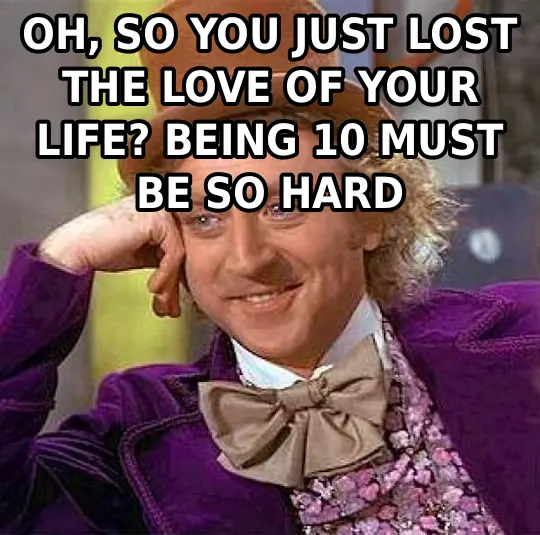 OH, SO YOU JUST LOST
THE LOVE OF YOUR
LIFE? BEING 10 MUST
BE SO HARD